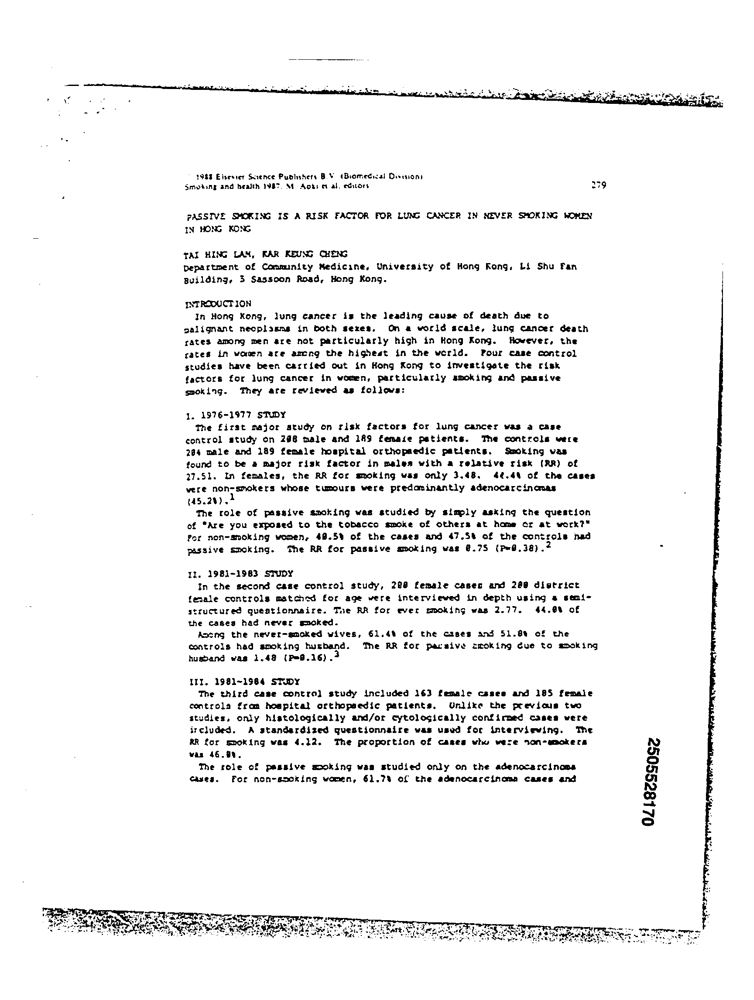 1988 Elsevier Science Publishers B.V. (Biomedical Division)
Smoking and health 1987. M. Aoki et al. editors
279
PASSIVE SMOKING IS A RISK FACTOR FOR LUNG CANCER IN NEVER SMOKING WOMEN
IN HONG KONG
TAI HING LAM, KAR KEUNG CHENG
Department of Community Medicine, University of Hong Kong, Li Shu Fan
Building, 5 Sassoon Road, Hong Kong.
INTRODUCTION
In Hong Kong, lung cancer is the leading cause of death due to
malignant neoplasms in both sexes. On a world scale, lung cancer death
rates among men are not particularly high in Hong Kong. However, the
rates in women are among the highest in the world. Four case control
studies have been carried out in Hong Kong to investigate the risk
factors for lung cancer in women, particularly smoking and passive
smoking. They are reviewed as follows:
I. 1976-1977 STUDY
The first major study on risk factors for lung cancer was a case
control study on 208 male and 189 female patients. The controls were
204 male and 189 female hospital orthopaedic patients. Smoking was
found to be a major risk factor in males with a relative risk (RR) of
27.51. In females, the RR for smoking was only 3.48. 44.4% of the cases
were non-smokers whose tumours were predominantly adenocarcinomas
(45.2%).1
The role of passive smoking was studied by simply asking the question
of "Are you exposed to the tobacco smoke of others at home or at work?"
For non-smoking women, 40.5% of the cases and 47.5% of the controls had
passive smoking. The RR for passive smoking was 0.75 (P=0.38).2
II. 1981-1983 STUDY
In the second case control study, 200 female cases and 200 district
female controls matched for age were interviewed in depth using a semi-
structured questionnaire. The RR for ever smoking was 2.77. 44.0% of
the cases had never smoked.
Among the never-smoked wives, 61.4% of the cases and 51.0% of the
controls had smoking husband. The RR for passive smoking due to smoking
husband was 1.48 (P=0.16).3
III. 1981-1984 STUDY
The third case control study included 163 female cases and 185 female
controls from hospital orthopaedic patients. Unlike the previous two
studies, only histologically and/or cytologically confirmed cases were
included. A standardized questionnaire was used for interviewing. The
RR for smoking was 4.12. The proportion of cases who were non-smokers
was 46.0%.
The role of passive smoking was studied only on the adenocarcinoma
cases. For non-smoking women, 61.7% of the adenocarcinoma cases and
2505528170